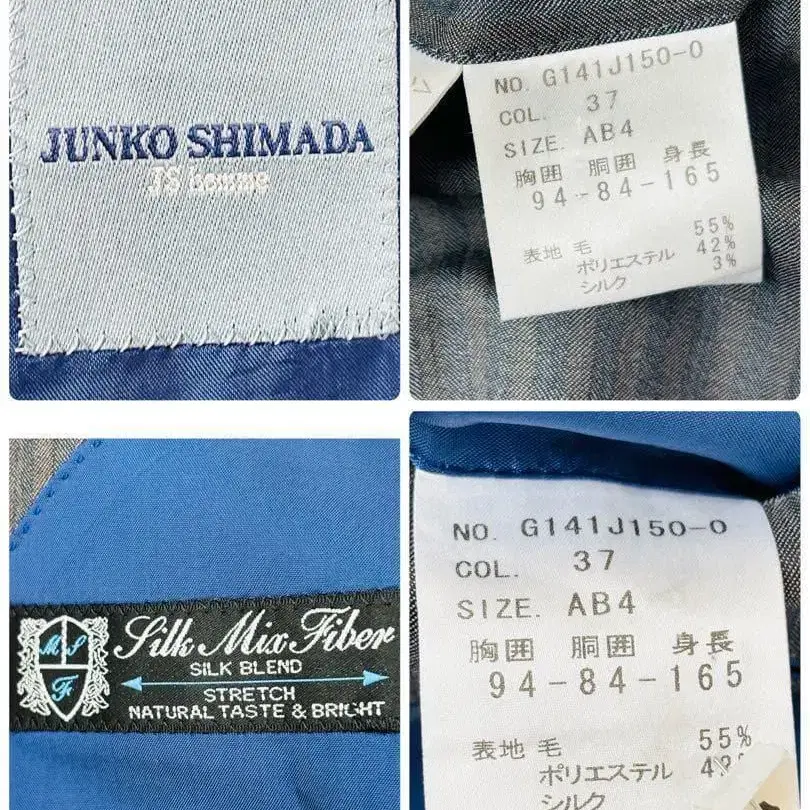 JUNKO SHIMADA
JS homme
NO. G141J150-0
COL. 37
SIZE. AB4
胸囲 胴囲 身長
94-84-165
表地 毛 55%
ポリエステル 42%
シルク 3%
M S
F
Silk Mix Fiber
SILK BLEND
STRETCH
NATURAL TASTE & BRIGHT
NO. G141J150-0
COL. 37
SIZE. AB4
胸囲 胴囲 身長
94-84-165
表地 毛 55%
ポリエステル
シルク